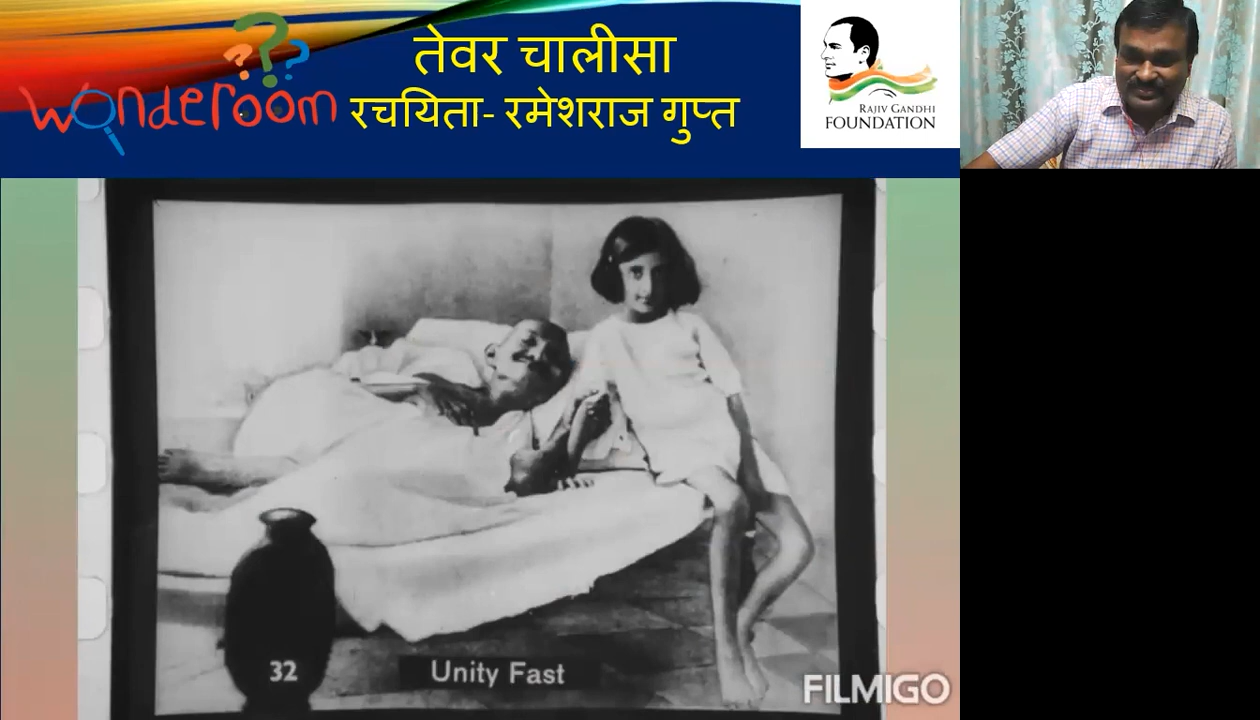 तेवर चालीसा
Wonderoom
???
रचयिता- रमेशराज गुप्त
RAJIV GANDHI
FOUNDATION
32
Unity Fast
FILMIGO